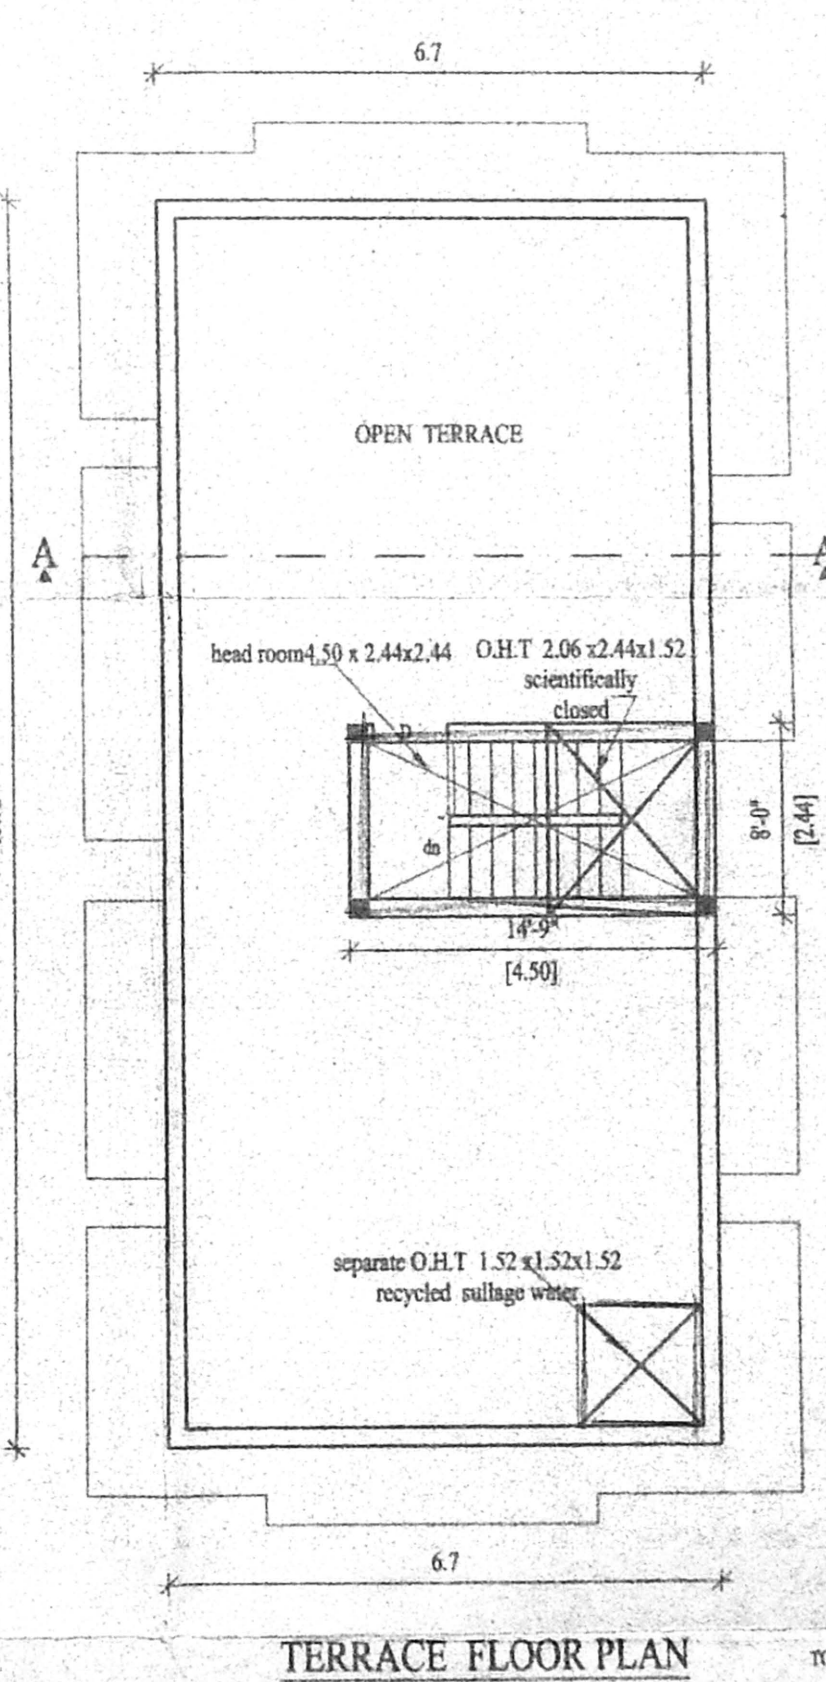 6.7
OPEN TERRACE
A
A
head room4.50 x 2.44x2.44
O.H.T 2.06 x2.44x1.52
scientifically
closed
D
dn
8'-0"
[2.44]
14'-9"
[4.50]
separate O.H.T 1.52 x1.52x1.52
recycled sullage water
6.7
TERRACE FLOOR PLAN